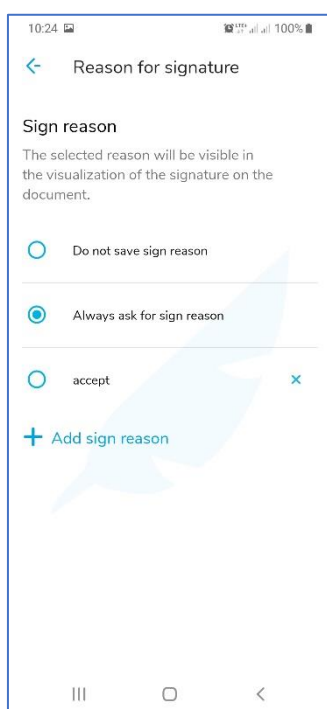 10:24 100%
Reason for signature
Sign reason
The selected reason will be visible in
the visualization of the signature on the
document.
Do not save sign reason
Always ask for sign reason
accept
Add sign reason